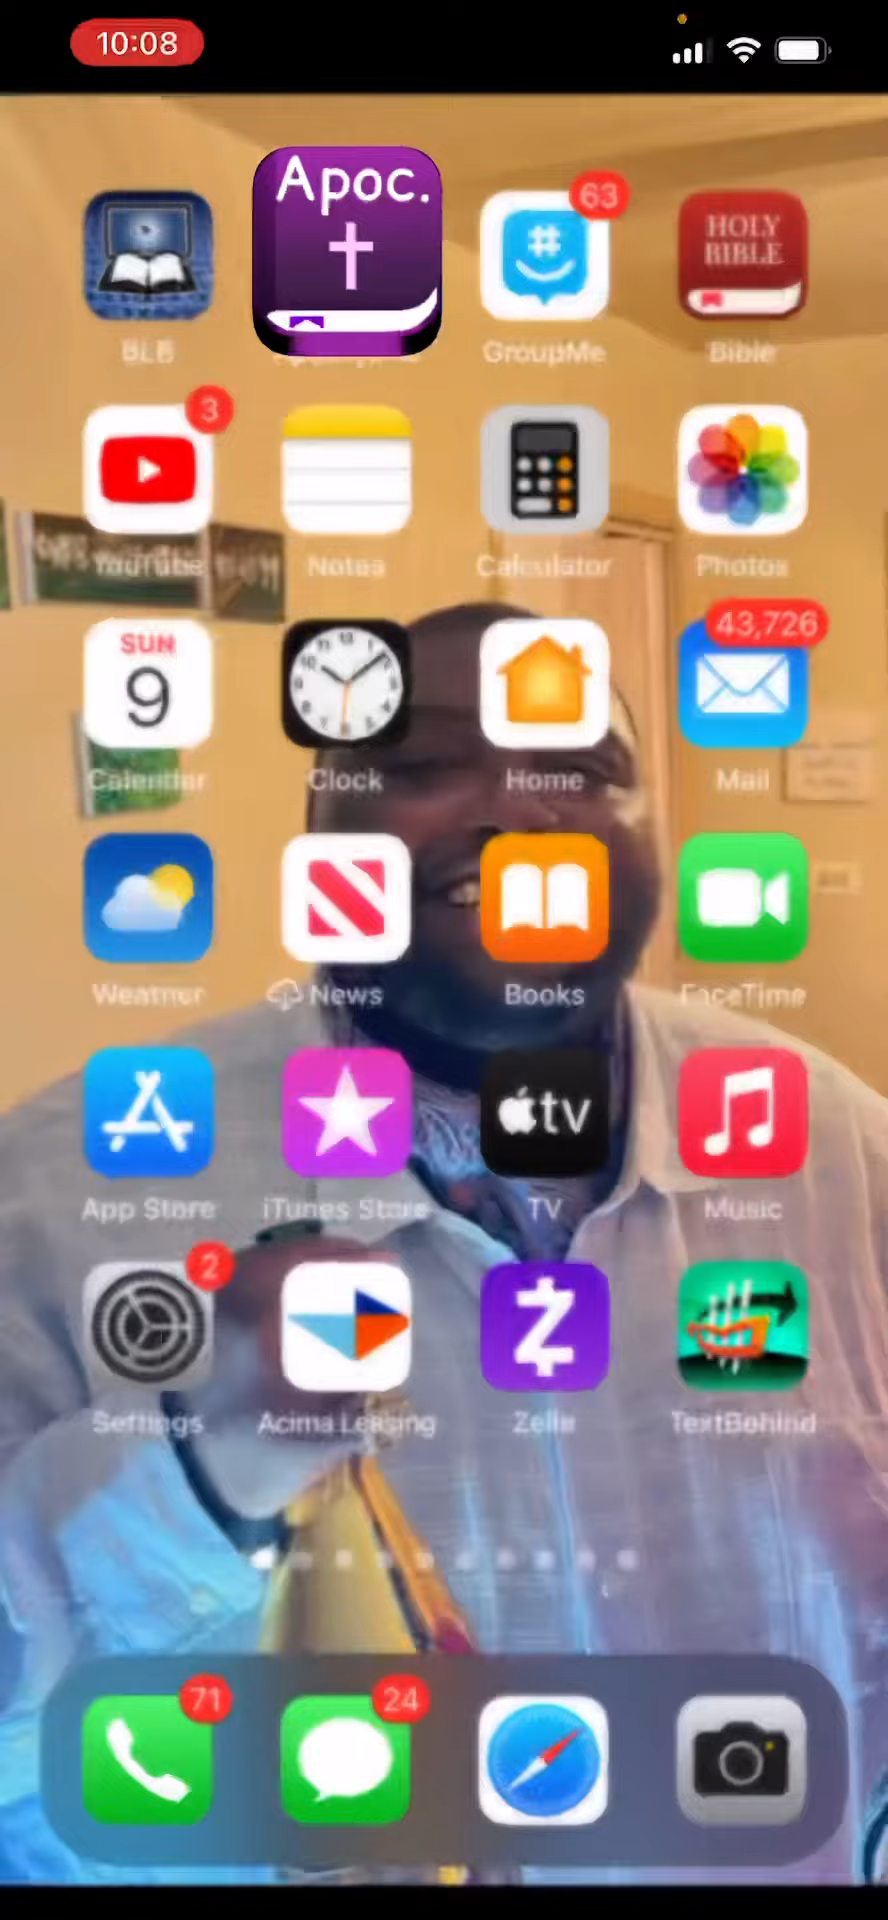 10:08
Apoc.
63
HOLY
BIBLE
BLB
GroupMe
Bible
3
YouTube
Notes
Calculator
Photos
SUN
9
43,726
Calendar
Clock
Home
Mail
Weather
News
Books
FaceTime
tv
App Store
iTunes Store
TV
Music
2
Settings
Acima Leasing
Zelle
TextBehind
71
24